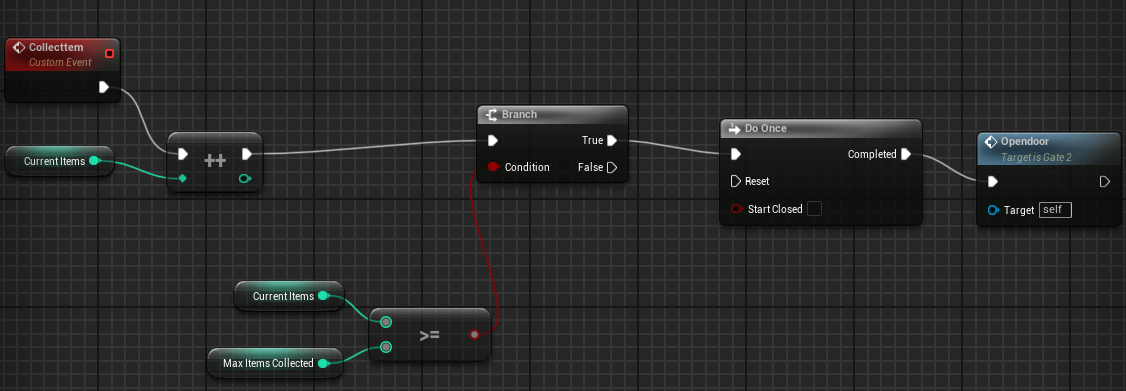 CollectItem
Custom Event
Current Items
++
Branch
True
Condition
False
Do Once
Completed
Reset
Start Closed
Opendoor
Target is Gate 2
Target
self
Current Items
>=
Max Items Collected